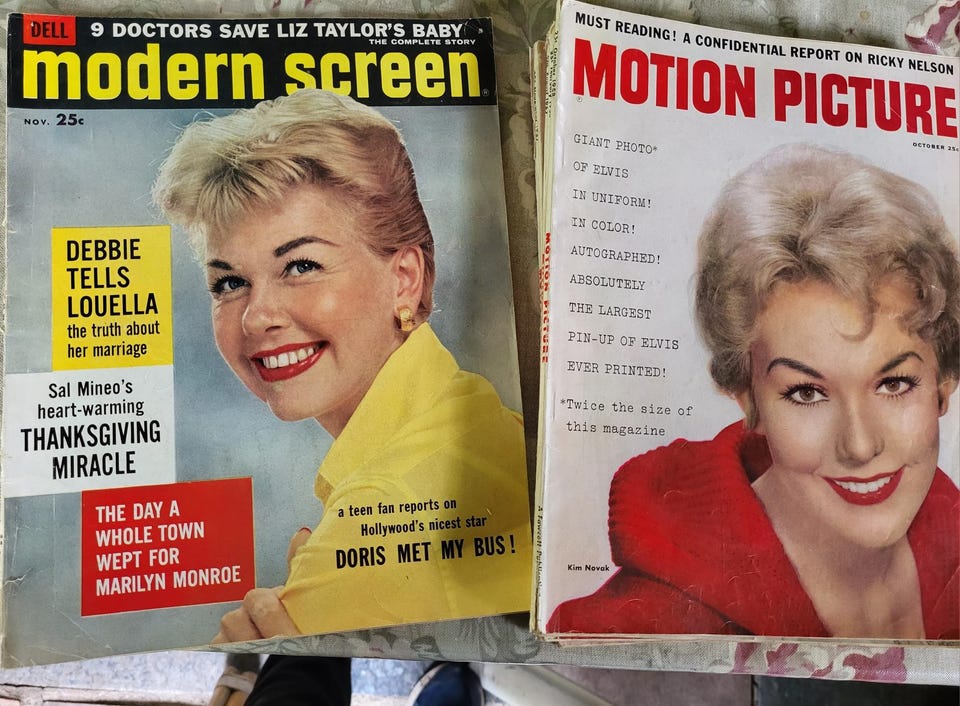 DELL
9 DOCTORS SAVE LIZ TAYLOR'S BABY
THE COMPLETE STORY
modern screen
NOV. 25c
DEBBIE
TELLS
LOUELLA
the truth about
her marriage
Sal Mineo's
heart-warming
THANKSGIVING
MIRACLE
THE DAY A
WHOLE TOWN
WEPT FOR
MARILYN MONROE
a teen fan reports on
Hollywood's nicest star
DORIS MET MY BUS!
MOTION PICTURE
MUST READING! A CONFIDENTIAL REPORT ON RICKY NELSON
MOTION PICTURE
OCTOBER 25c
GIANT PHOTO*
OF ELVIS
IN UNIFORM!
IN COLOR!
AUTOGRAPHED!
ABSOLUTELY
THE LARGEST
PIN-UP OF ELVIS
EVER PRINTED!
*Twice the size of
this magazine
Kim Novak